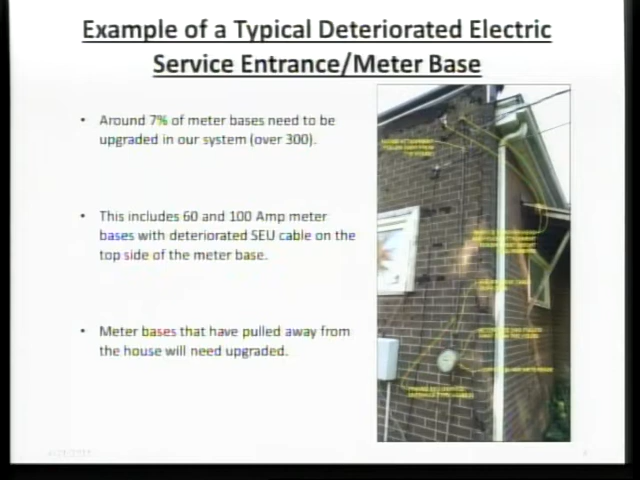 Example of a Typical Deteriorated Electric
Service Entrance/Meter Base
• Around 7% of meter bases need to be
upgraded in our system (over 300).
• This includes 60 and 100 Amp meter
bases with deteriorated SEU cable on the
top side of the meter base.
• Meter bases that have pulled away from
the house will need upgraded.